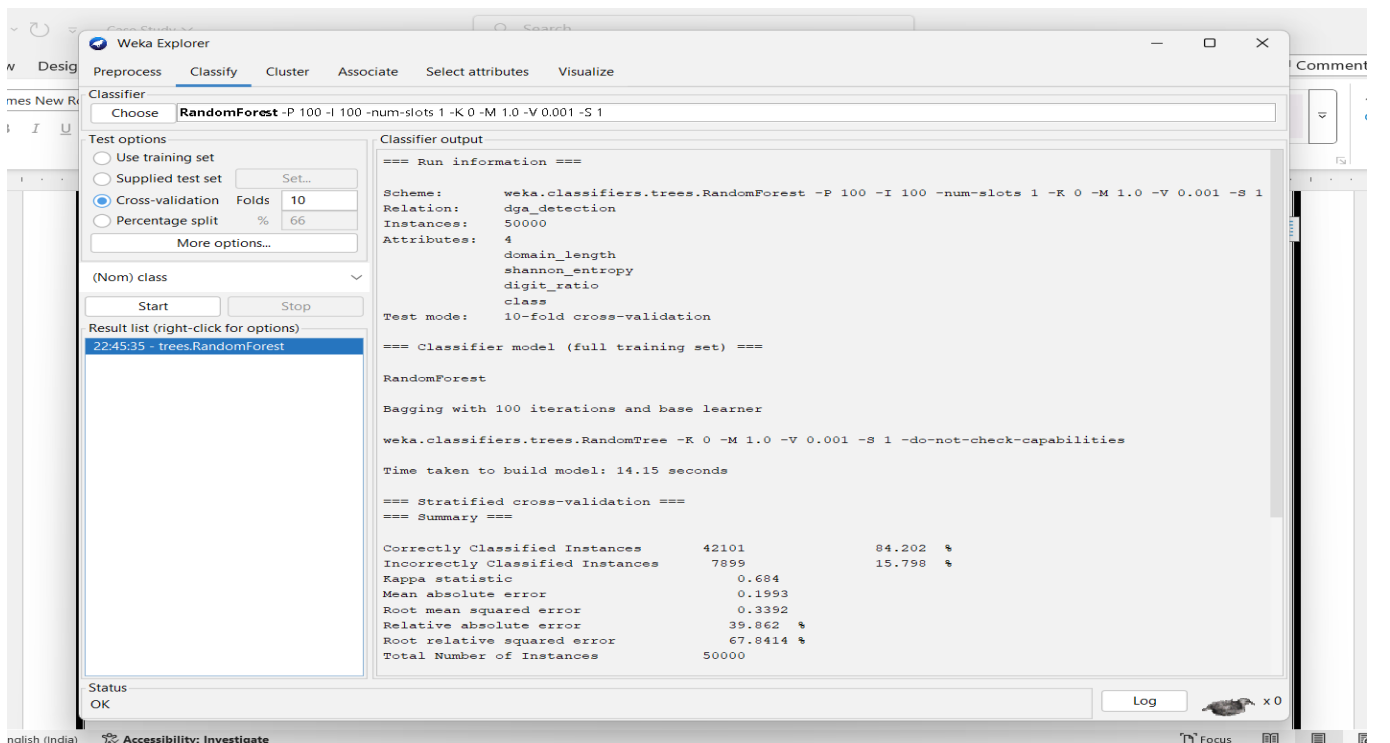 Case Study
Search
Weka Explorer
Desig
Comment
Preprocess Classify Cluster Associate Select attributes Visualize
mes New Ro
Classifier
Choose RandomForest -P 100 -I 100 -num-slots 1 -K 0 -M 1.0 -V 0.001 -S 1
I U
Test options
Use training set
Supplied test set Set...
Cross-validation Folds 10
Percentage split % 66
More options...
(Nom) class
Start Stop
Result list (right-click for options)
22:45:35 - trees.RandomForest
Classifier output
=== Run information ===
Scheme: weka.classifiers.trees.RandomForest -P 100 -I 100 -num-slots 1 -K 0 -M 1.0 -V 0.001 -S 1
Relation: dga_detection
Instances: 50000
Attributes: 4
domain_length
shannon_entropy
digit_ratio
class
Test mode: 10-fold cross-validation
=== Classifier model (full training set) ===
RandomForest
Bagging with 100 iterations and base learner
weka.classifiers.trees.RandomTree -K 0 -M 1.0 -V 0.001 -S 1 -do-not-check-capabilities
Time taken to build model: 14.15 seconds
=== Stratified cross-validation ===
=== Summary ===
Correctly Classified Instances 42101 84.202 %
Incorrectly Classified Instances 7899 15.798 %
Kappa statistic 0.684
Mean absolute error 0.1993
Root mean squared error 0.3392
Relative absolute error 39.862 %
Root relative squared error 67.8414 %
Total Number of Instances 50000
Status
OK
Log x 0
nglish (India) Accessibility: Investigate Focus